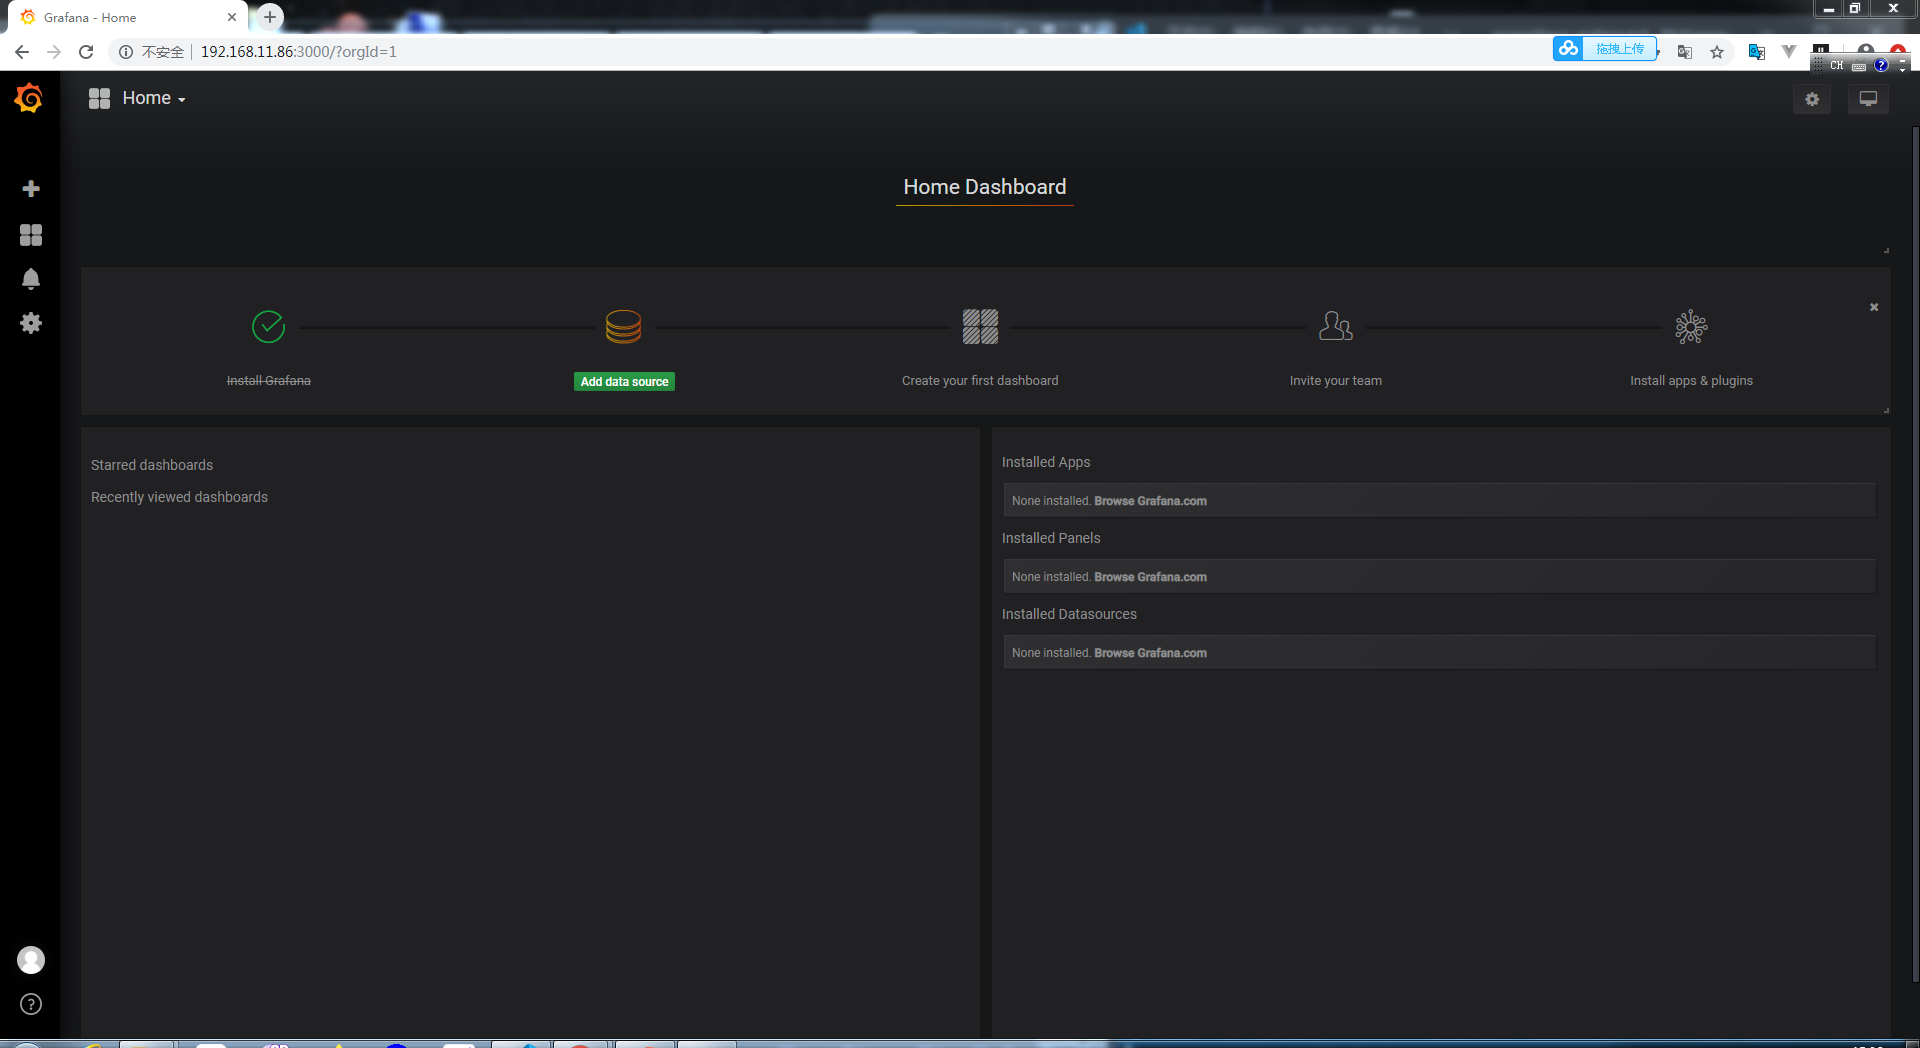 Grafana - Home
不安全
192.168.11.86:3000/?orgId=1
拖拽上传
CH
Home
Home Dashboard
Install Grafana
Add data source
Create your first dashboard
Invite your team
Install apps & plugins
Starred dashboards
Recently viewed dashboards
Installed Apps
None installed. Browse Grafana.com
Installed Panels
None installed. Browse Grafana.com
Installed Datasources
None installed. Browse Grafana.com